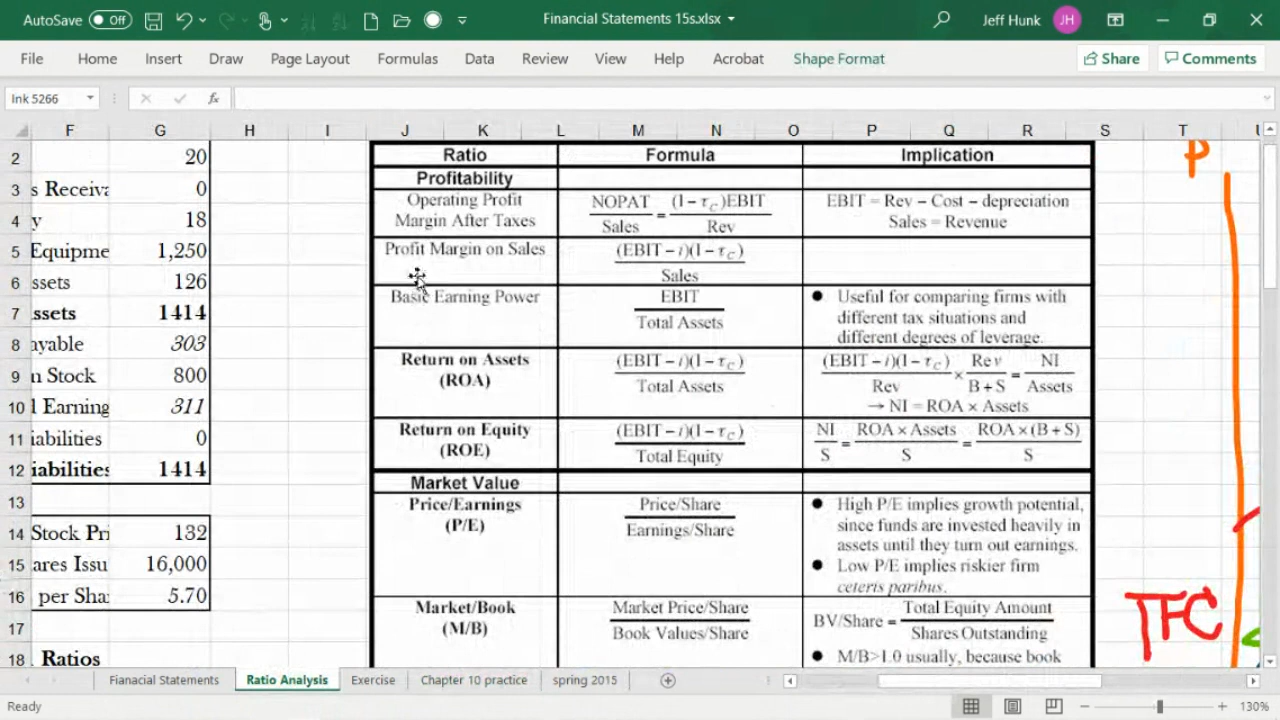 AutoSave Off Financial Statements 15s.xlsx Jeff Hunk JH
File Home Insert Draw Page Layout Formulas Data Review View Help Acrobat Shape Format Share Comments
Ink 5266 fx
F G H I J K L M N O P Q R S T
2 20
3 s Receiva 0
4 y 18
5 Equipme 1,250
6 ssets 126
7 ssets 1414
8 ayable 303
9 n Stock 800
10 l Earning 311
11 iabilities 0
12 iabilities 1414
13
14 Stock Pri 132
15 ares Issu 16,000
16 per Sha 5.70
17
18 Ratios
Ratio Formula Implication
Profitability
Operating Profit
Margin After Taxes
NOPAT/Sales = (1 − τC)EBIT/Rev
EBIT = Rev − Cost − depreciation
Sales = Revenue
Profit Margin on Sales
(EBIT − i)(1 − τC)/Sales
Basic Earning Power
EBIT/Total Assets
● Useful for comparing firms with
different tax situations and
different degrees of leverage.
Return on Assets
(ROA)
(EBIT − i)(1 − τC)/Total Assets
(EBIT − i)(1 − τC)/Rev × Rev/B + S = NI/Assets
→ NI = ROA × Assets
Return on Equity
(ROE)
(EBIT − i)(1 − τC)/Total Equity
NI/S = ROA × Assets/S = ROA × (B + S)/S
Market Value
Price/Earnings
(P/E)
Price/Share
Earnings/Share
● High P/E implies growth potential,
since funds are invested heavily in
assets until they turn out earnings.
● Low P/E implies riskier firm
ceteris paribus.
Market/Book
(M/B)
Market Price/Share
Book Values/Share
BV/Share = Total Equity Amount/Shares Outstanding
● M/B>1.0 usually, because book
TFC
Fianacial Statements Ratio Analysis Exercise Chapter 10 practice spring 2015
Ready 130%